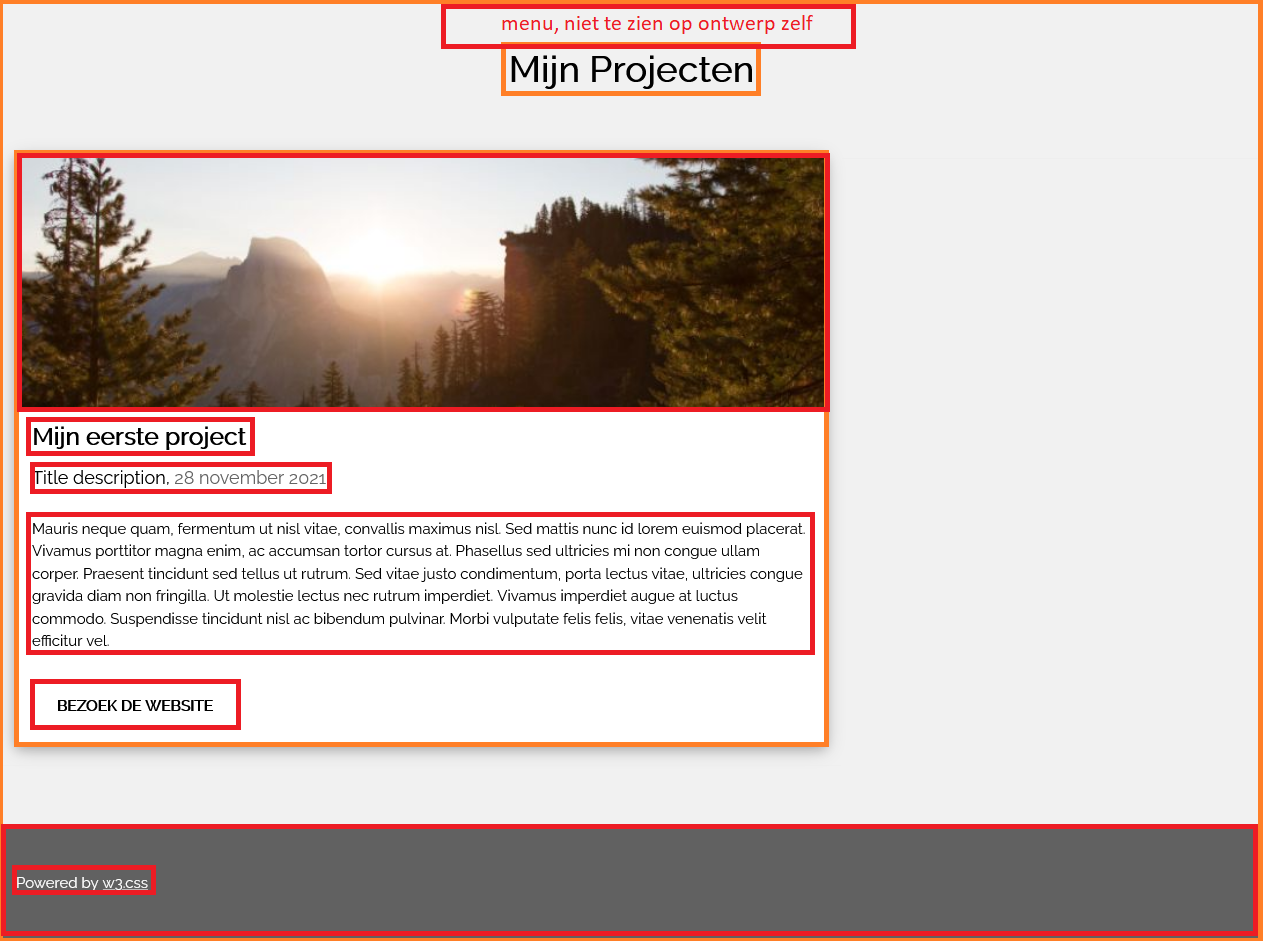 menu, niet te zien op ontwerp zelf
Mijn Projecten
Mijn eerste project
Title description, 28 november 2021
Mauris neque quam, fermentum ut nisl vitae, convallis maximus nisl. Sed mattis nunc id lorem euismod placerat.
Vivamus porttitor magna enim, ac accumsan tortor cursus at. Phasellus sed ultricies mi non congue ullam
corper. Praesent tincidunt sed tellus ut rutrum. Sed vitae justo condimentum, porta lectus vitae, ultricies congue
gravida diam non fringilla. Ut molestie lectus nec rutrum imperdiet. Vivamus imperdiet augue at luctus
commodo. Suspendisse tincidunt nisl ac bibendum pulvinar. Morbi vulputate felis felis, vitae venenatis velit
efficitur vel.
BEZOEK DE WEBSITE
Powered by w3.css